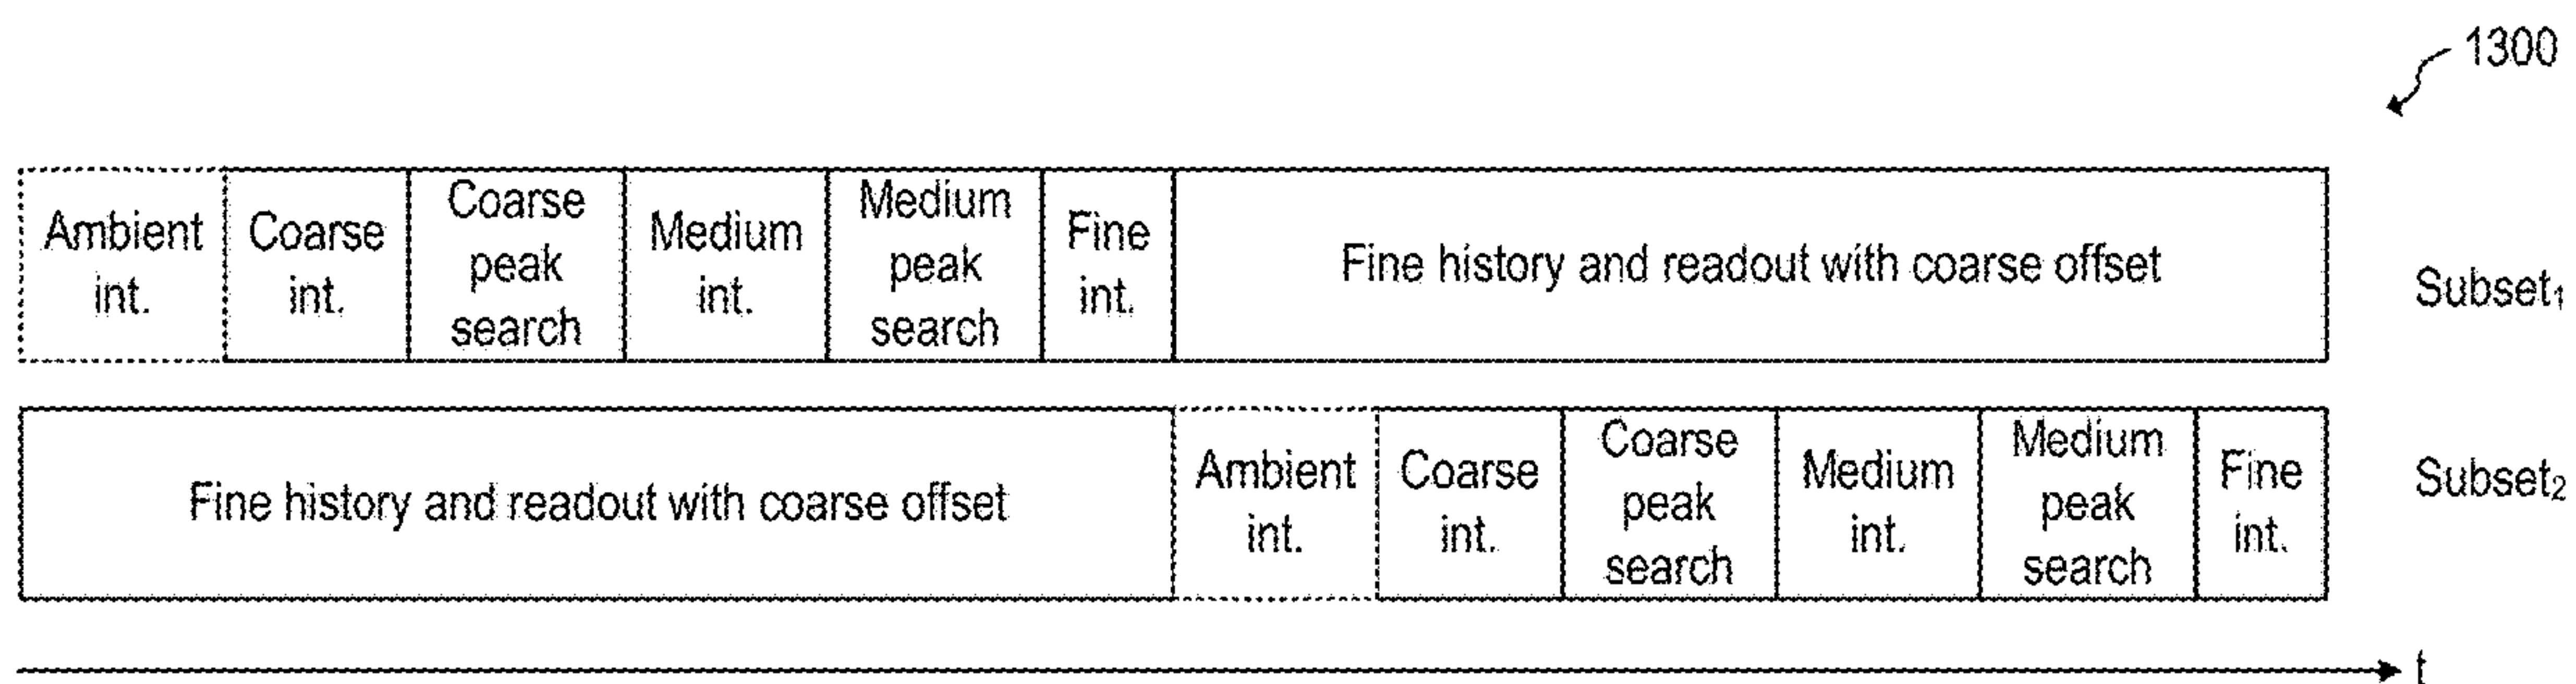 1300
Ambient
int.
Coarse
int.
Coarse
peak
search
Medium
int.
Medium
peak
search
Fine
int.
Fine history and readout with coarse offset
Subset₁
Fine history and readout with coarse offset
Ambient
int.
Coarse
int.
Coarse
peak
search
Medium
int.
Medium
peak
search
Fine
int.
Subset₂
t